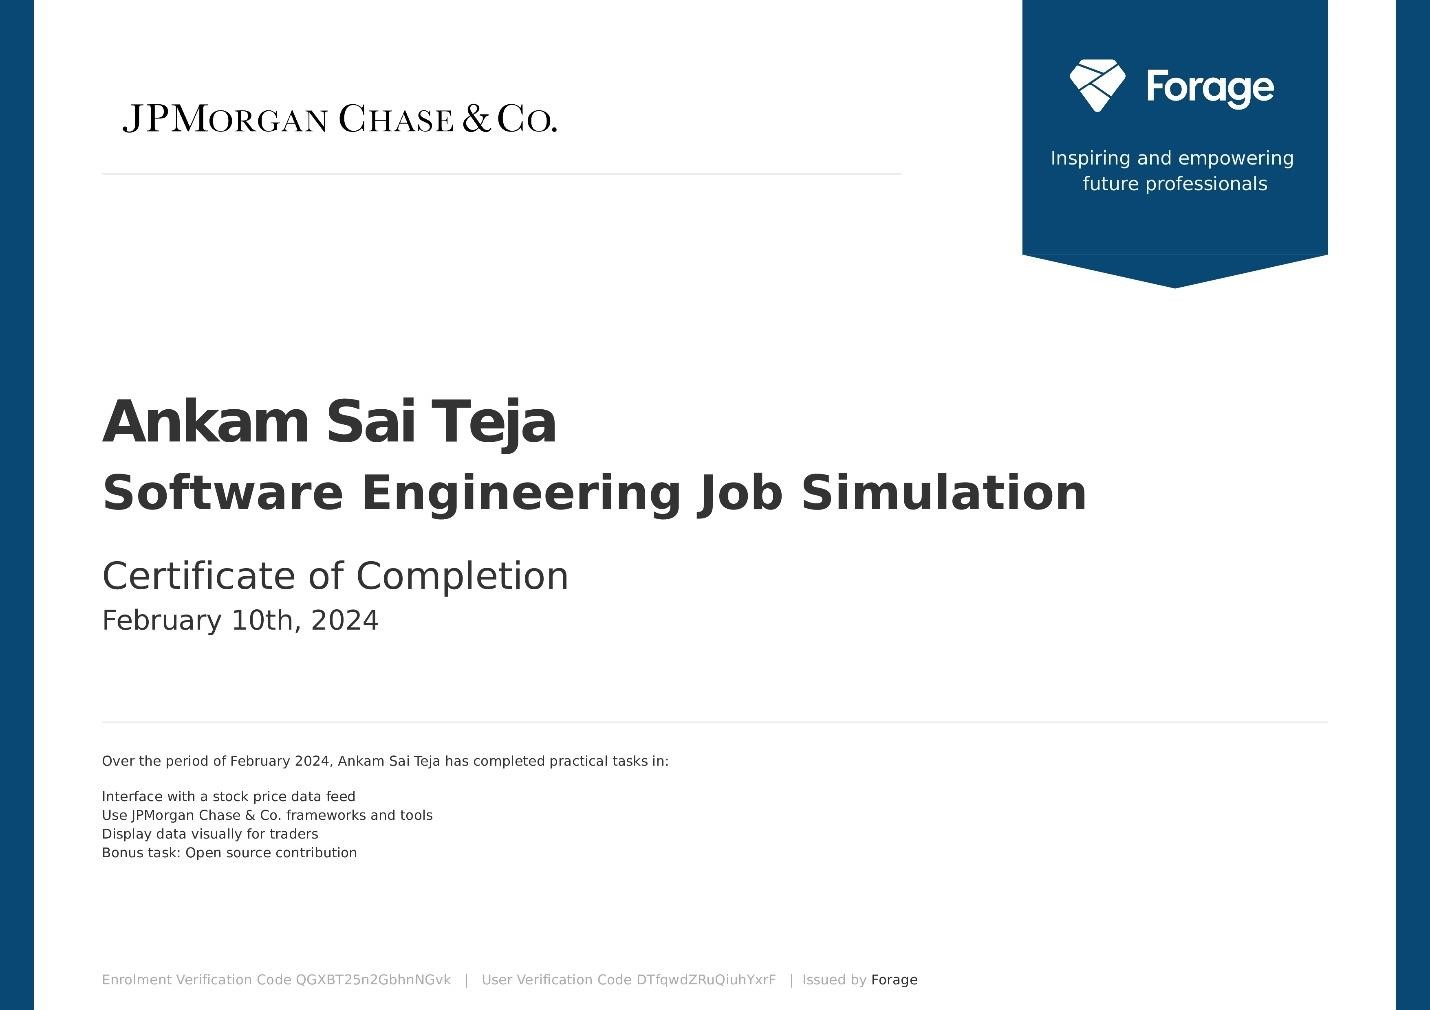 JPMORGAN CHASE & CO.
Forage
Inspiring and empowering
future professionals
Ankam Sai Teja
Software Engineering Job Simulation
Certificate of Completion
February 10th, 2024
Over the period of February 2024, Ankam Sai Teja has completed practical tasks in:
Interface with a stock price data feed
Use JPMorgan Chase & Co. frameworks and tools
Display data visually for traders
Bonus task: Open source contribution
Enrolment Verification Code QGXBT25n2GbhnNGvk | User Verification Code DTfqwdZRuQiuhYxrF | Issued by Forage